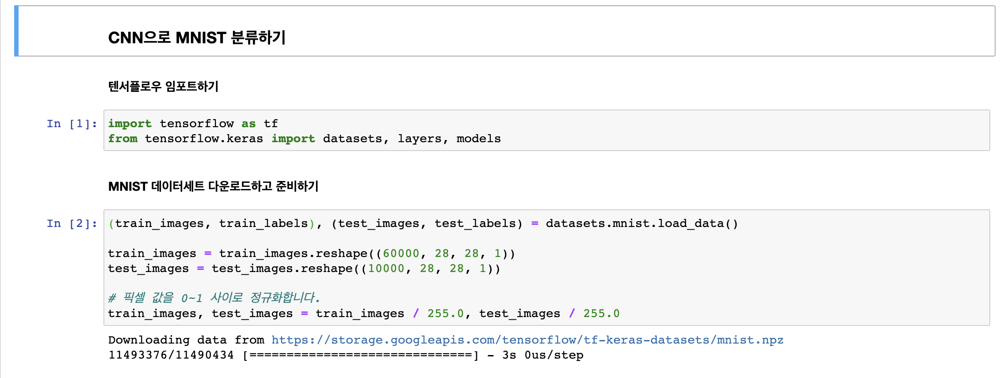 CNN으로 MNIST 분류하기
텐서플로우 임포트하기
In [1]: import tensorflow as tf
from tensorflow.keras import datasets, layers, models
MNIST 데이터세트 다운로드하고 준비하기
In [2]: (train_images, train_labels), (test_images, test_labels) = datasets.mnist.load_data()
train_images = train_images.reshape((60000, 28, 28, 1))
test_images = test_images.reshape((10000, 28, 28, 1))
# 픽셀 값을 0~1 사이로 정규화합니다.
train_images, test_images = train_images / 255.0, test_images / 255.0
Downloading data from https://storage.googleapis.com/tensorflow/tf-keras-datasets/mnist.npz
11493376/11490434 [==============================] - 3s 0us/step